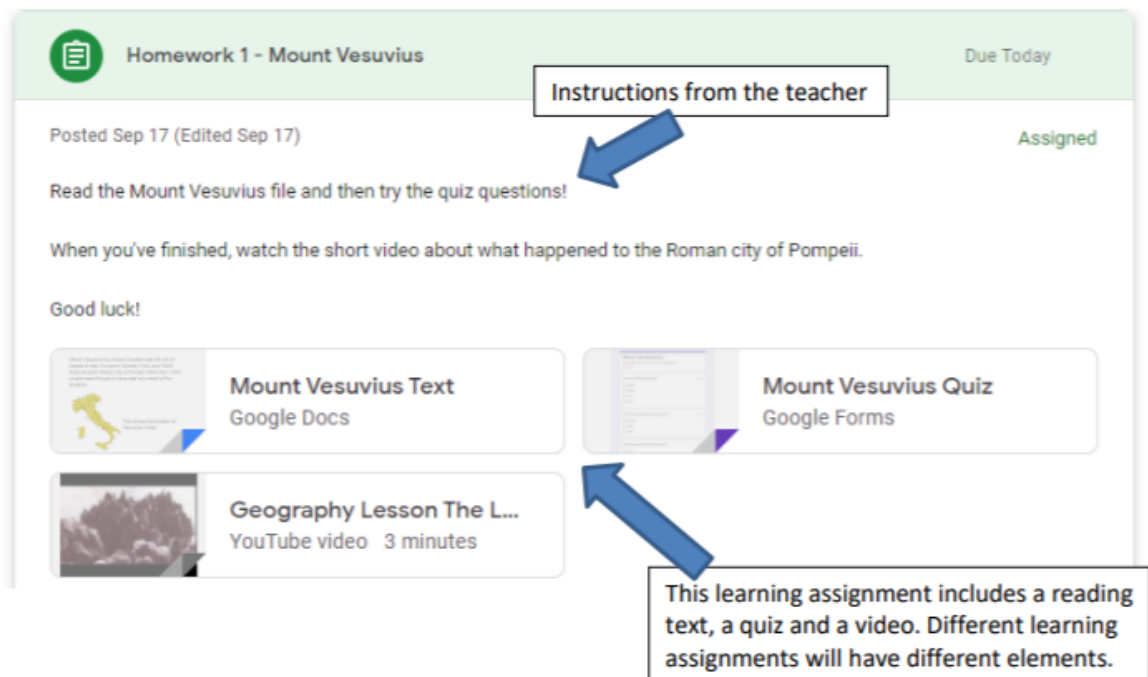 Homework 1 - Mount Vesuvius
Due Today
Instructions from the teacher
Posted Sep 17 (Edited Sep 17)
Assigned
Read the Mount Vesuvius file and then try the quiz questions!
When you've finished, watch the short video about what happened to the Roman city of Pompeii.
Good luck!
Mount Vesuvius Text
Google Docs
Mount Vesuvius Quiz
Google Forms
Geography Lesson The L...
YouTube video 3 minutes
This learning assignment includes a reading
text, a quiz and a video. Different learning
assignments will have different elements.